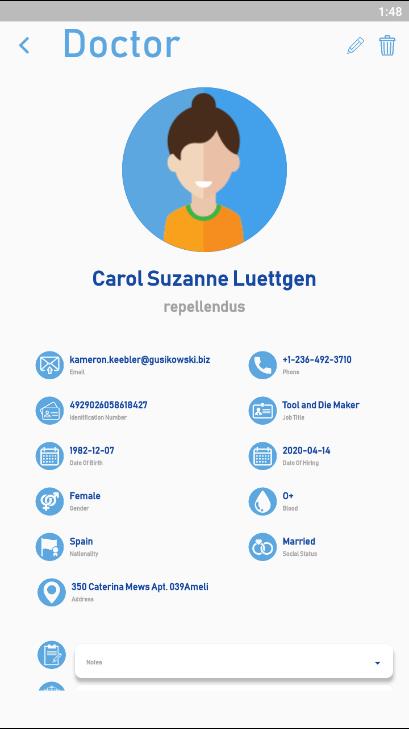 1:48
Doctor
Carol Suzanne Luettgen
repellendus
kameron.keebler@gusikowski.biz
Email
+1-236-492-3710
Phone
4929026058618427
Identification Number
Tool and Die Maker
Job Title
1982-12-07
Date Of Birth
2020-04-14
Date Of Hiring
Female
Gender
O+
Blood
Spain
Nationality
Married
Social Status
350 Caterina Mews Apt. 039Ameli
Address
Notes